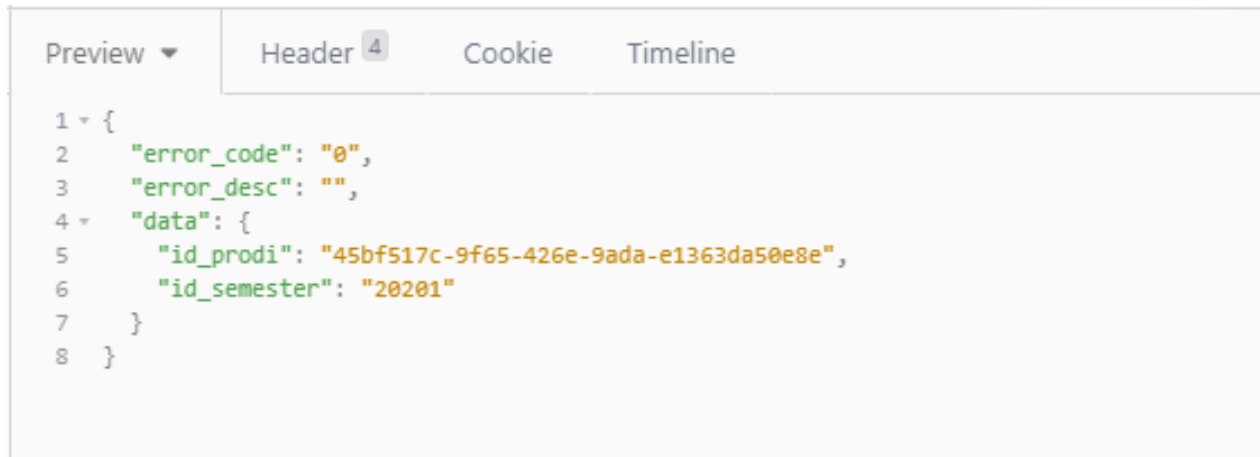 Preview Header 4 Cookie Timeline
1 {
2 "error_code": "0",
3 "error_desc": "",
4 "data": {
5 "id_prodi": "45bf517c-9f65-426e-9ada-e1363da50e8e",
6 "id_semester": "20201"
7 }
8 }